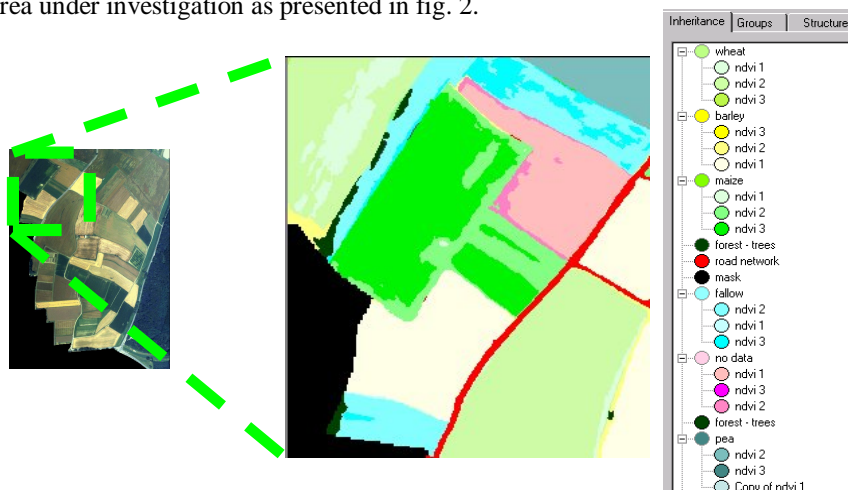 rea under investigation as presented in fig. 2.
Inheritance Groups Structure
wheat
ndvi 1
ndvi 2
ndvi 3
barley
ndvi 3
ndvi 2
ndvi 1
maize
ndvi 1
ndvi 2
ndvi 3
forest - trees
road network
mask
fallow
ndvi 2
ndvi 1
ndvi 3
no data
ndvi 1
ndvi 3
ndvi 2
forest - trees
pea
ndvi 2
ndvi 3
Copy of ndvi 1